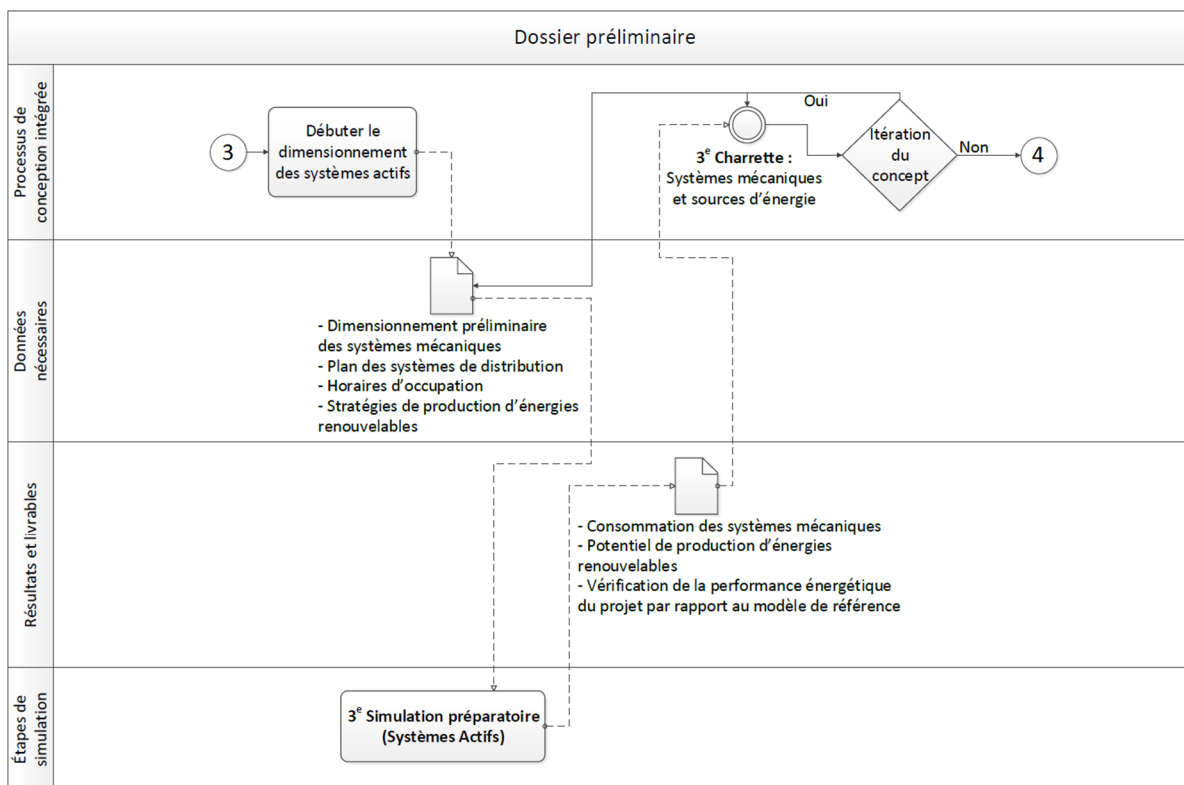 Dossier préliminaire
Processus de
conception intégrée
3
Débuter le
dimensionnement
des systèmes actifs
3e Charrette :
Systèmes mécaniques
et sources d’énergie
Oui
Itération
du
concept
Non
4
Données
nécessaires
- Dimensionnement préliminaire
des systèmes mécaniques
- Plan des systèmes de distribution
- Horaires d’occupation
- Stratégies de production d’énergies
renouvelables
Résultats et livrables
- Consommation des systèmes mécaniques
- Potentiel de production d’énergies
renouvelables
- Vérification de la performance énergétique
du projet par rapport au modèle de référence
Étapes de
simulation
3e Simulation préparatoire
(Systèmes Actifs)